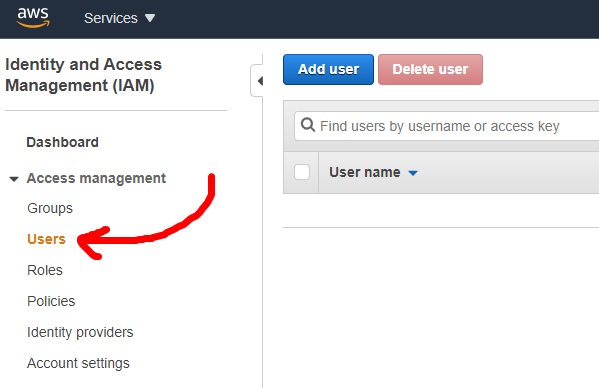 aws
Services
Identity and Access
Management (IAM)
Dashboard
Access management
Groups
Users
Roles
Policies
Identity providers
Account settings
Add user
Delete user
Find users by username or access key
User name